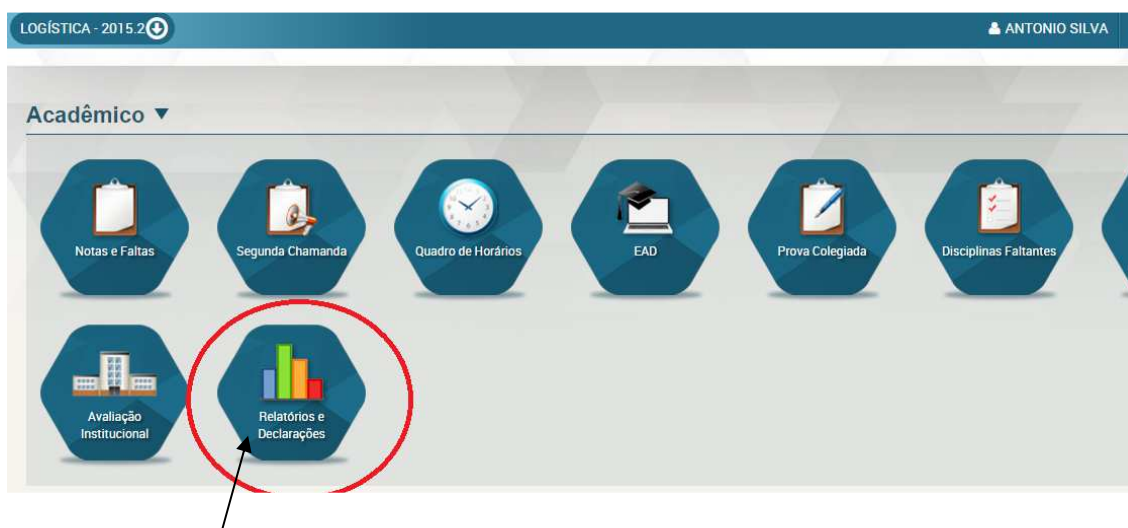 LOGÍSTICA - 2015.2
ANTONIO SILVA
Acadêmico
Notas e Faltas
Segunda Chamanda
Quadro de Horários
EAD
Prova Colegiada
Disciplinas Faltantes
Avaliação
Institucional
Relatórios e
Declarações